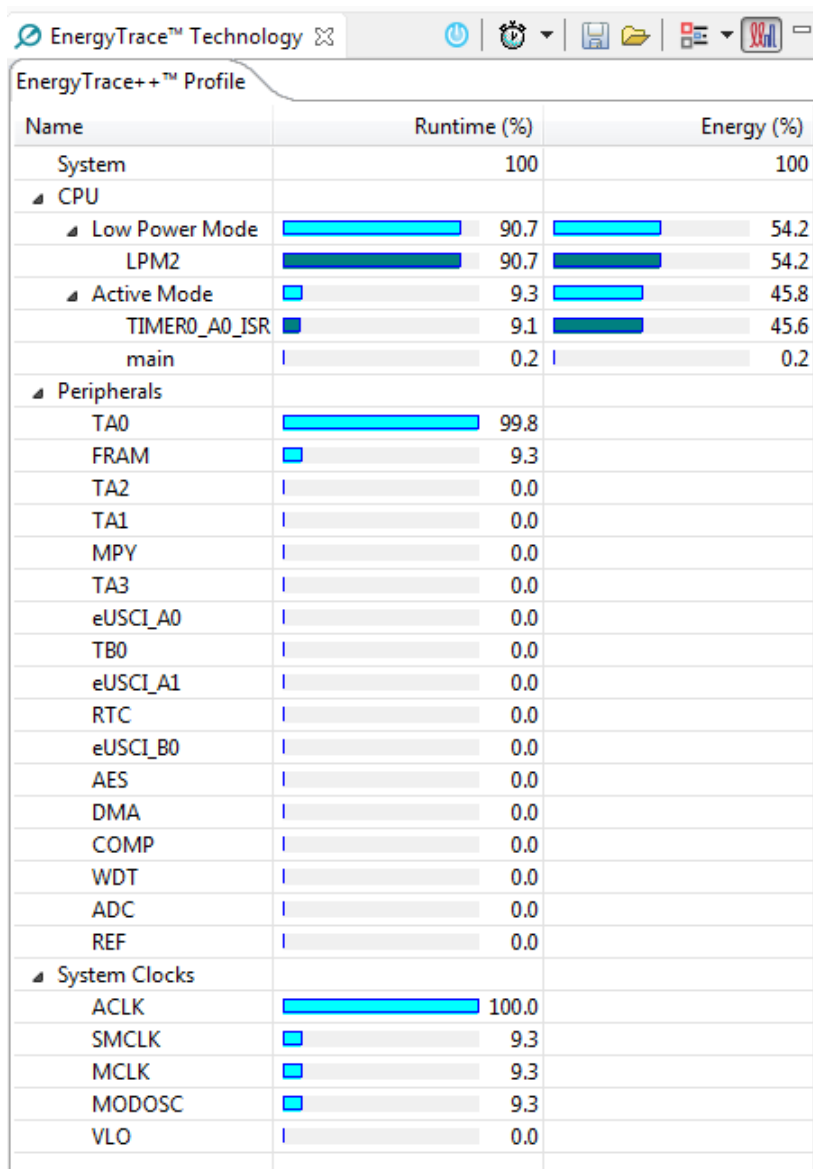 EnergyTrace™ Technology
EnergyTrace++™ Profile
Name Runtime (%) Energy (%)
System 100 100
CPU
Low Power Mode 90.7 54.2
LPM2 90.7 54.2
Active Mode 9.3 45.8
TIMER0_A0_ISR 9.1 45.6
main 0.2 0.2
Peripherals
TA0 99.8
FRAM 9.3
TA2 0.0
TA1 0.0
MPY 0.0
TA3 0.0
eUSCI_A0 0.0
TB0 0.0
eUSCI_A1 0.0
RTC 0.0
eUSCI_B0 0.0
AES 0.0
DMA 0.0
COMP 0.0
WDT 0.0
ADC 0.0
REF 0.0
System Clocks
ACLK 100.0
SMCLK 9.3
MCLK 9.3
MODOSC 9.3
VLO 0.0